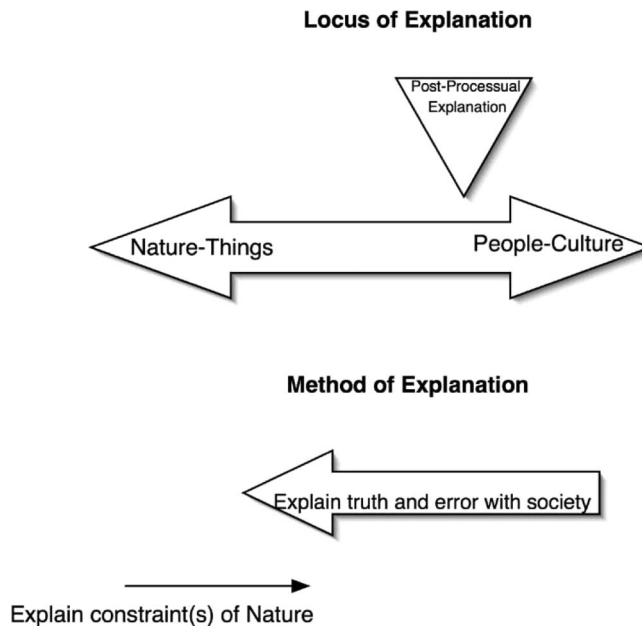 Locus of Explanation
Post-Processual
Explanation
Nature-Things
People-Culture
Method of Explanation
Explain truth and error with society
Explain constraint(s) of Nature